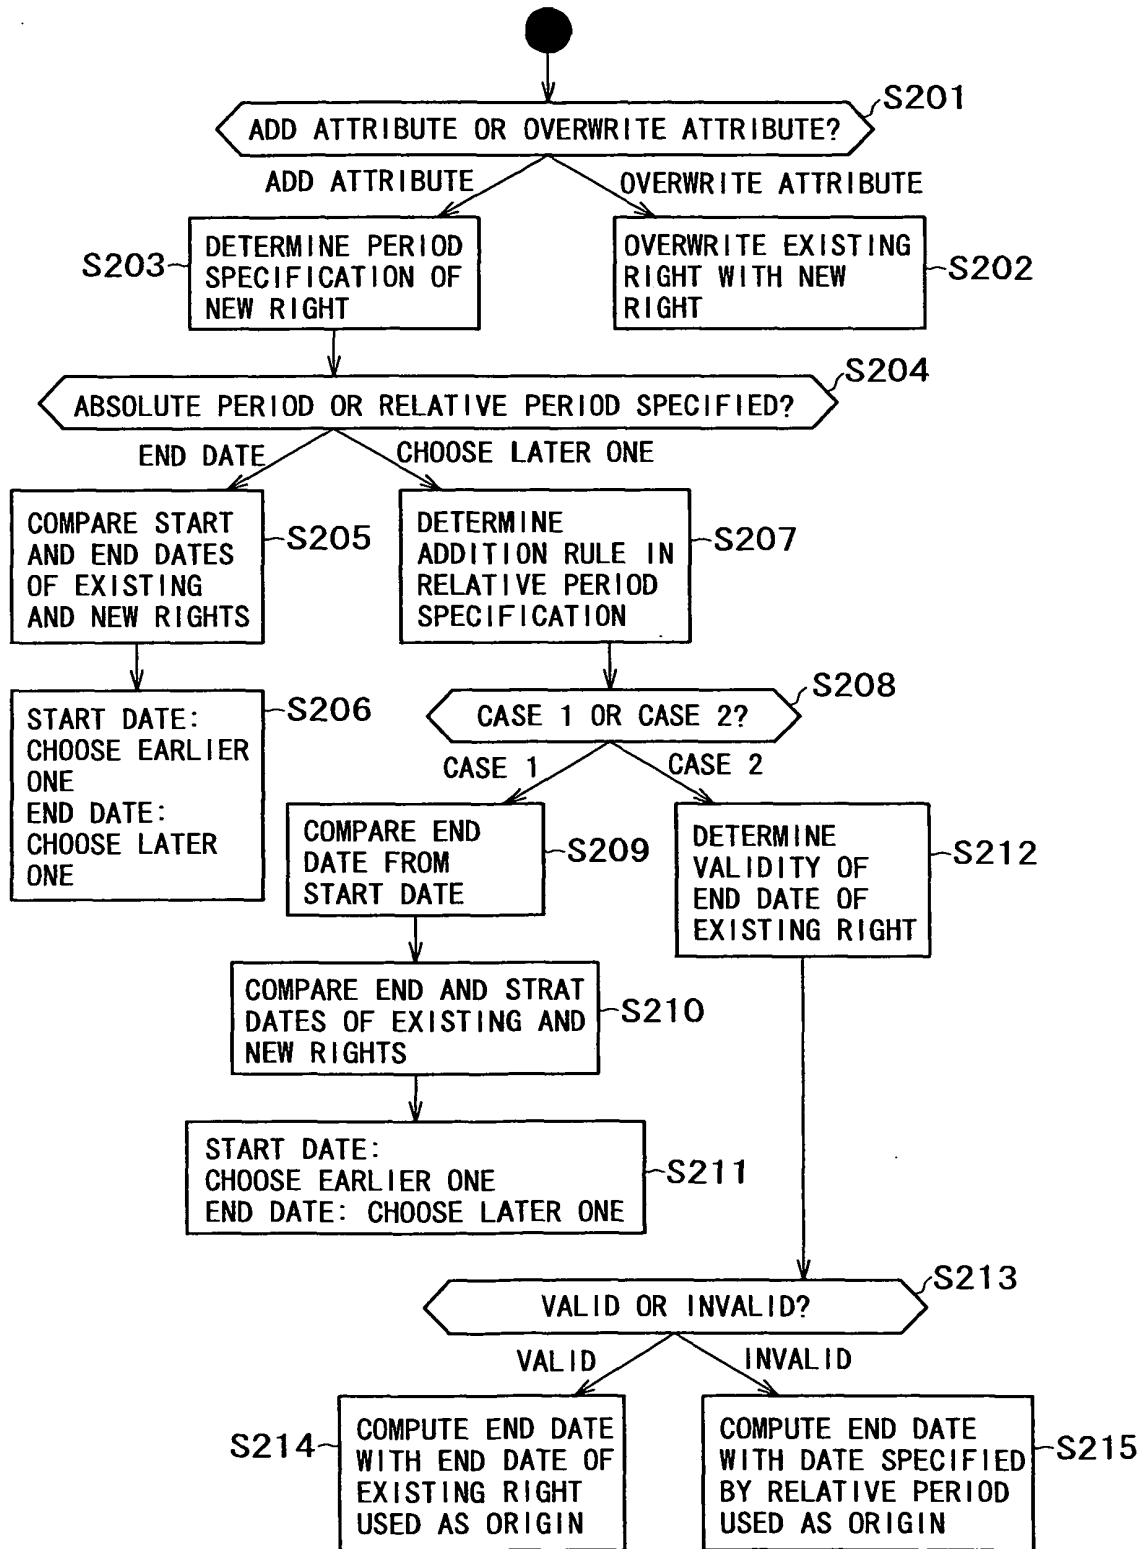 S201
ADD ATTRIBUTE OR OVERWRITE ATTRIBUTE?
ADD ATTRIBUTE
OVERWRITE ATTRIBUTE
S203
DETERMINE PERIOD
SPECIFICATION OF
NEW RIGHT
OVERWRITE EXISTING
RIGHT WITH NEW
RIGHT
S202
S204
ABSOLUTE PERIOD OR RELATIVE PERIOD SPECIFIED?
END DATE
CHOOSE LATER ONE
COMPARE START
AND END DATES
OF EXISTING
AND NEW RIGHTS
S205
DETERMINE
ADDITION RULE IN
RELATIVE PERIOD
SPECIFICATION
S207
START DATE:
CHOOSE EARLIER
ONE
END DATE:
CHOOSE LATER
ONE
S206
S208
CASE 1 OR CASE 2?
CASE 1
CASE 2
COMPARE END
DATE FROM
START DATE
S209
DETERMINE
VALIDITY OF
END DATE OF
EXISTING RIGHT
S212
COMPARE END AND STRAT
DATES OF EXISTING AND
NEW RIGHTS
S210
START DATE:
CHOOSE EARLIER ONE
END DATE: CHOOSE LATER ONE
S211
S213
VALID OR INVALID?
VALID
INVALID
S214
COMPUTE END DATE
WITH END DATE OF
EXISTING RIGHT
USED AS ORIGIN
COMPUTE END DATE
WITH DATE SPECIFIED
BY RELATIVE PERIOD
USED AS ORIGIN
S215